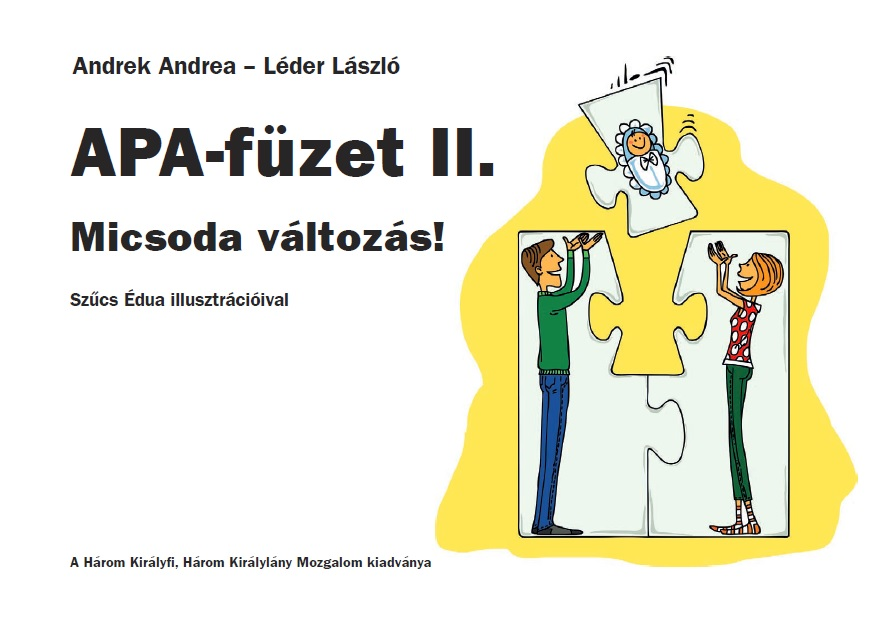 Andrek Andrea – Léder László
APA-füzet II.
Micsoda változás!
Szűcs Édua illusztrációival
A Három Királyfi, Három Királylány Mozgalom kiadványa